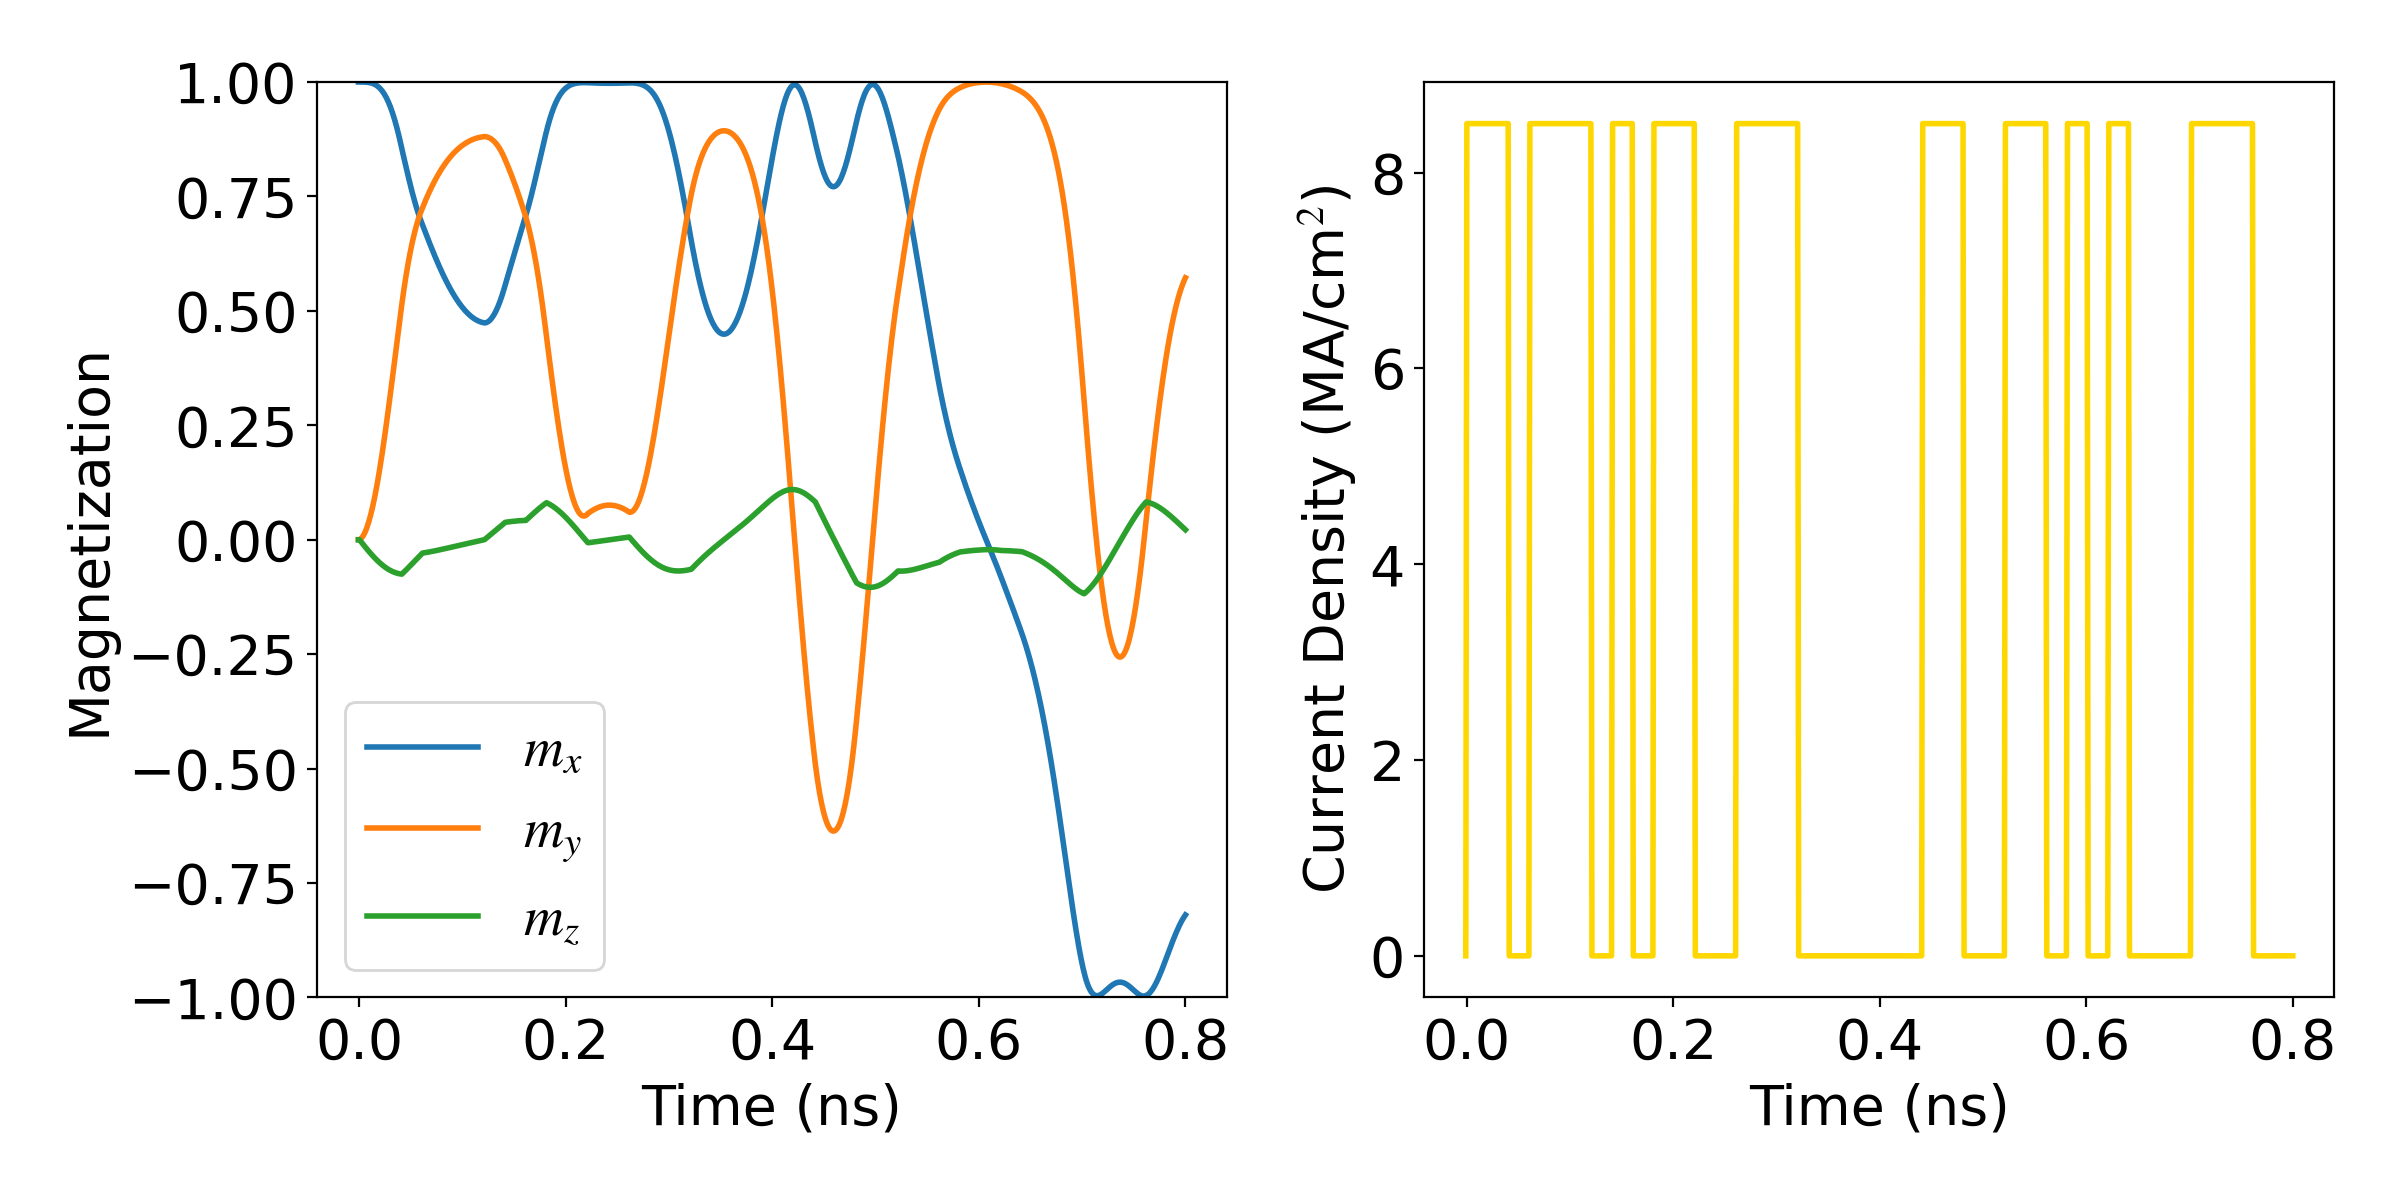 Magnetization
1.00
0.75
0.50
0.25
0.00
−0.25
−0.50
−0.75
−1.00
m_x
m_y
m_z
0.0 0.2 0.4 0.6 0.8
Time (ns)
Current Density (MA/cm²)
8
6
4
2
0
0.0 0.2 0.4 0.6 0.8
Time (ns)